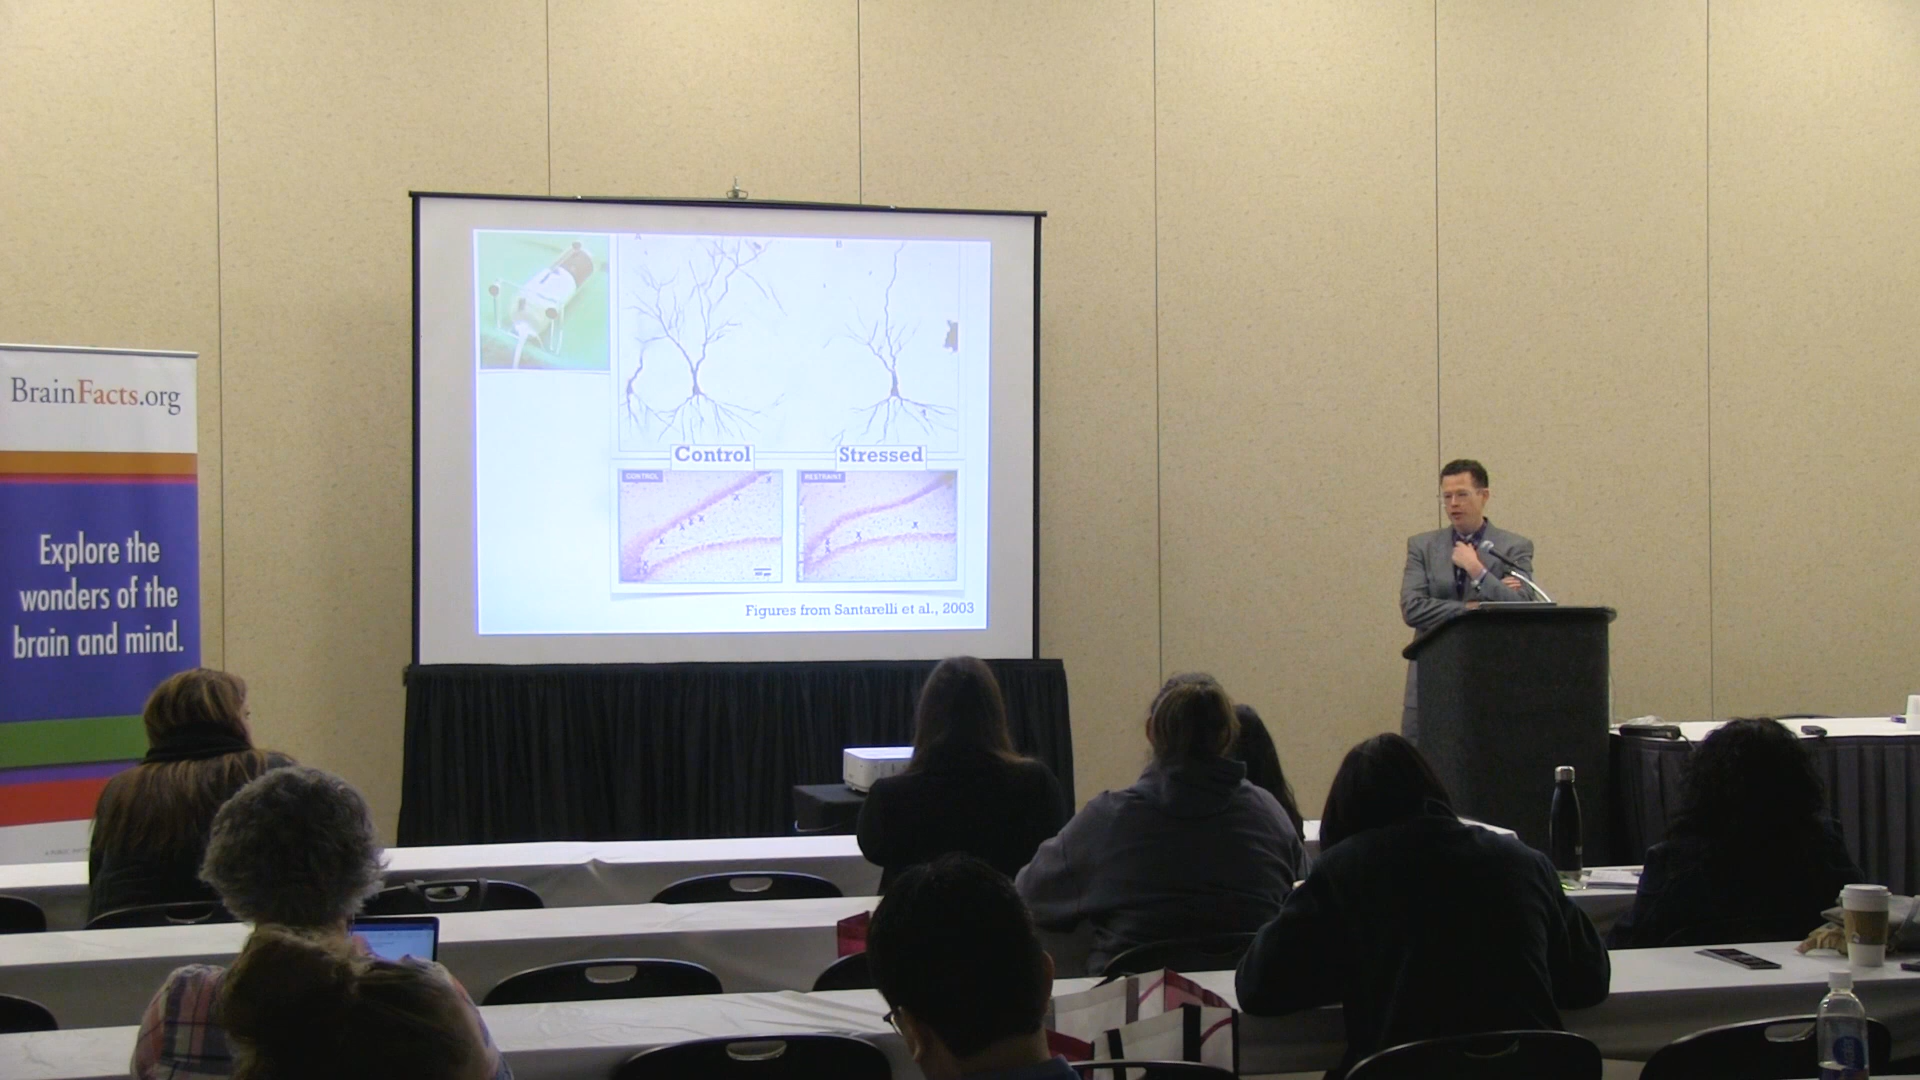 BrainFacts.org
Explore the
wonders of the
brain and mind.
A
B
Control
Stressed
CONTROL
RESTRAINT
Figures from Santarelli et al., 2003